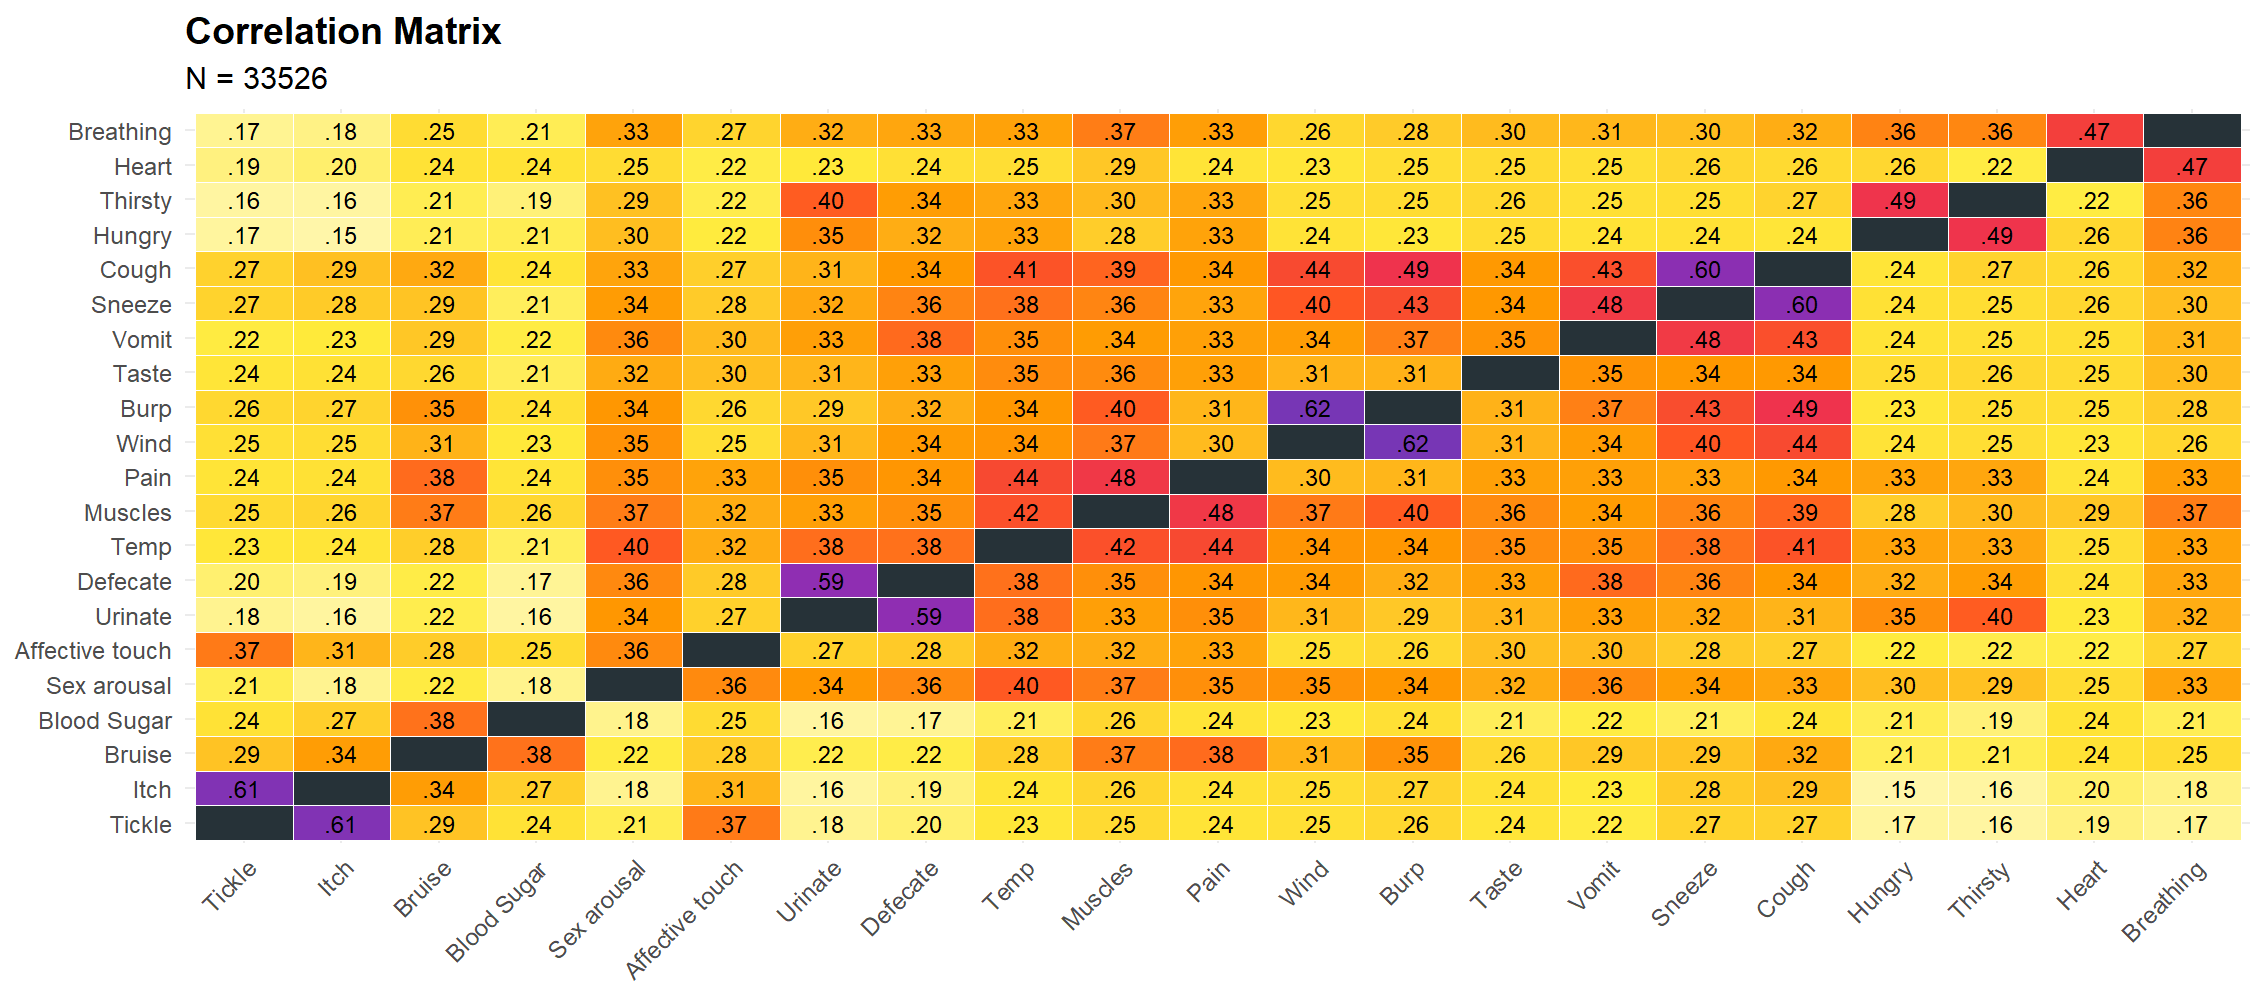 Correlation Matrix
N = 33526
Breathing .17 .18 .25 .21 .33 .27 .32 .33 .33 .37 .33 .26 .28 .30 .31 .30 .32 .36 .36 .47
Heart .19 .20 .24 .24 .25 .22 .23 .24 .25 .29 .24 .23 .25 .25 .25 .26 .26 .26 .22 .47
Thirsty .16 .16 .21 .19 .29 .22 .40 .34 .33 .30 .33 .25 .25 .26 .25 .25 .27 .49 .22 .36
Hungry .17 .15 .21 .21 .30 .22 .35 .32 .33 .28 .33 .24 .23 .25 .24 .24 .24 .49 .26 .36
Cough .27 .29 .32 .24 .33 .27 .31 .34 .41 .39 .34 .44 .49 .34 .43 .60 .24 .27 .26 .32
Sneeze .27 .28 .29 .21 .34 .28 .32 .36 .38 .36 .33 .40 .43 .34 .48 .60 .24 .25 .26 .30
Vomit .22 .23 .29 .22 .36 .30 .33 .38 .35 .34 .33 .34 .37 .35 .48 .43 .24 .25 .25 .31
Taste .24 .24 .26 .21 .32 .30 .31 .33 .35 .36 .33 .31 .31 .35 .34 .34 .25 .26 .25 .30
Burp .26 .27 .35 .24 .34 .26 .29 .32 .34 .40 .31 .62 .31 .37 .43 .49 .23 .25 .25 .28
Wind .25 .25 .31 .23 .35 .25 .31 .34 .34 .37 .30 .62 .31 .34 .40 .44 .24 .25 .23 .26
Pain .24 .24 .38 .24 .35 .33 .35 .34 .44 .48 .30 .31 .33 .33 .33 .34 .33 .33 .24 .33
Muscles .25 .26 .37 .26 .37 .32 .33 .35 .42 .48 .37 .40 .36 .34 .36 .39 .28 .30 .29 .37
Temp .23 .24 .28 .21 .40 .32 .38 .38 .42 .44 .34 .34 .35 .35 .38 .41 .33 .33 .25 .33
Defecate .20 .19 .22 .17 .36 .28 .59 .38 .35 .34 .34 .32 .33 .38 .36 .34 .32 .34 .24 .33
Urinate .18 .16 .22 .16 .34 .27 .59 .38 .33 .35 .31 .29 .31 .33 .32 .31 .35 .40 .23 .32
Affective touch .37 .31 .28 .25 .36 .27 .28 .32 .32 .33 .25 .26 .30 .30 .28 .27 .22 .22 .22 .27
Sex arousal .21 .18 .22 .18 .36 .34 .36 .40 .37 .35 .35 .34 .32 .36 .34 .33 .30 .29 .25 .33
Blood Sugar .24 .27 .38 .18 .25 .16 .17 .21 .26 .24 .23 .24 .21 .22 .21 .24 .21 .19 .24 .21
Bruise .29 .34 .38 .22 .28 .22 .22 .28 .37 .38 .31 .35 .26 .29 .29 .32 .21 .21 .24 .25
Itch .61 .34 .27 .18 .31 .16 .19 .24 .26 .24 .25 .27 .24 .23 .28 .29 .15 .16 .20 .18
Tickle .61 .29 .24 .21 .37 .18 .20 .23 .25 .24 .25 .26 .24 .22 .27 .27 .17 .16 .19 .17
Tickle Itch Bruise Blood Sugar Sex arousal Affective touch Urinate Defecate Temp Muscles Pain Wind Burp Taste Vomit Sneeze Cough Hungry Thirsty Heart Breathing